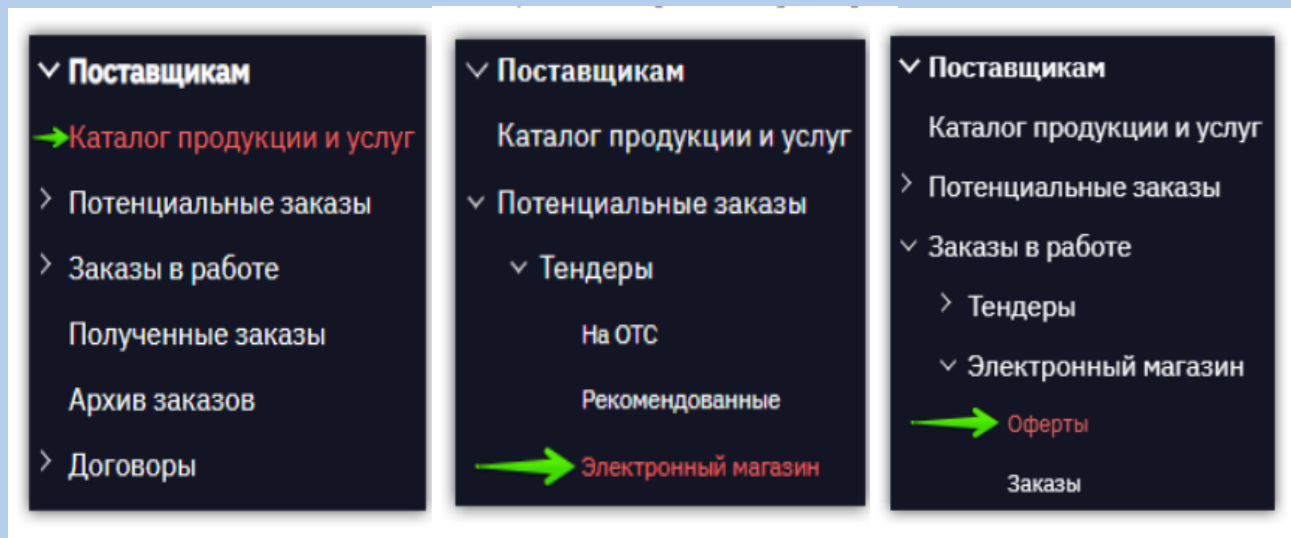 Поставщикам
Каталог продукции и услуг
Потенциальные заказы
Заказы в работе
Полученные заказы
Архив заказов
Договоры
Поставщикам
Каталог продукции и услуг
Потенциальные заказы
Тендеры
На ОТС
Рекомендованные
Электронный магазин
Поставщикам
Каталог продукции и услуг
Потенциальные заказы
Заказы в работе
Тендеры
Электронный магазин
Оферты
Заказы